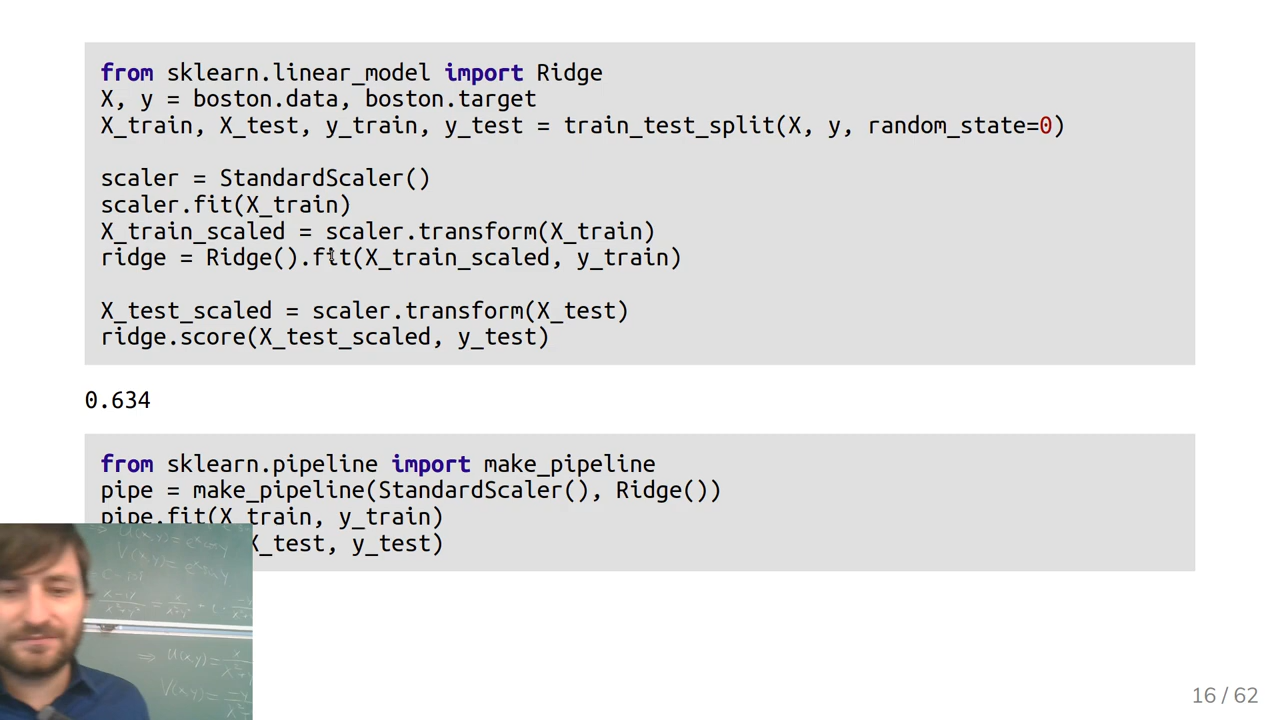 from sklearn.linear_model import Ridge
X, y = boston.data, boston.target
X_train, X_test, y_train, y_test = train_test_split(X, y, random_state=0)
scaler = StandardScaler()
scaler.fit(X_train)
X_train_scaled = scaler.transform(X_train)
ridge = Ridge().fit(X_train_scaled, y_train)
X_test_scaled = scaler.transform(X_test)
ridge.score(X_test_scaled, y_test)
0.634
from sklearn.pipeline import make_pipeline
pipe = make_pipeline(StandardScaler(), Ridge())
pipe.fit(X_train, y_train)
X_test, y_test)
16 / 62